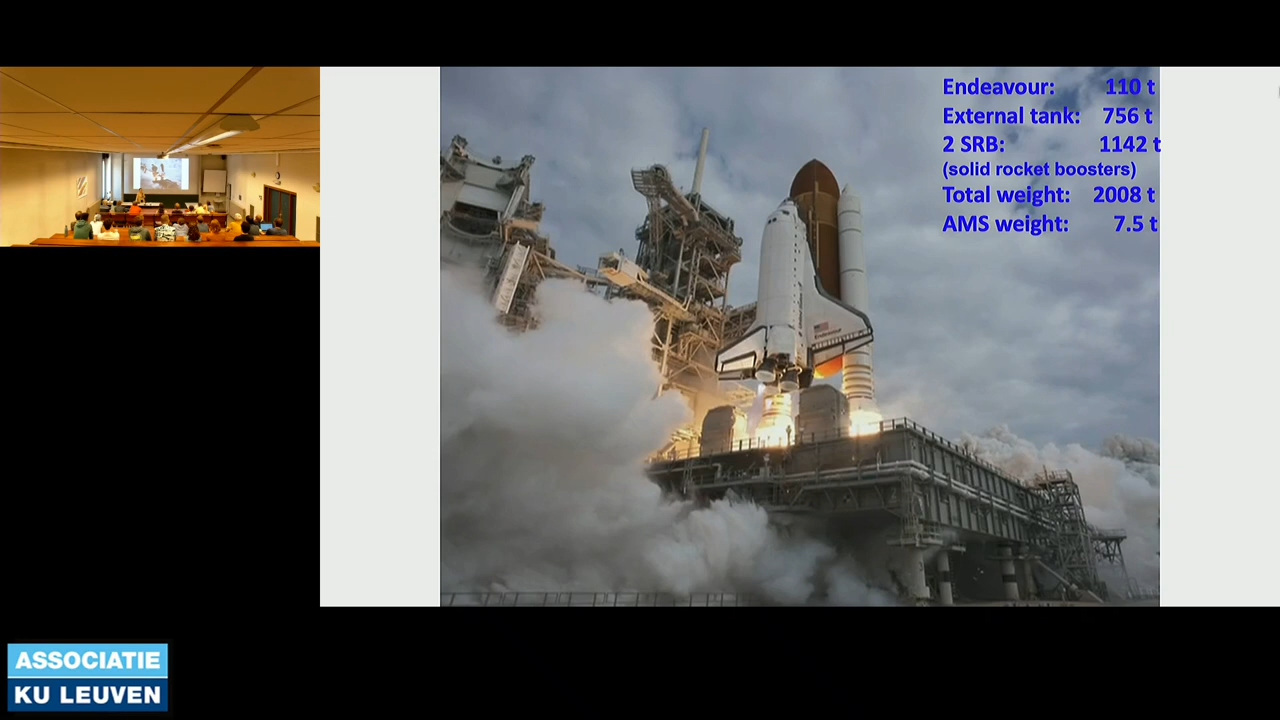 Endeavour: 110 t
External tank: 756 t
2 SRB: 1142 t
(solid rocket boosters)
Total weight: 2008 t
AMS weight: 7.5 t
ASSOCIATIE
KU LEUVEN